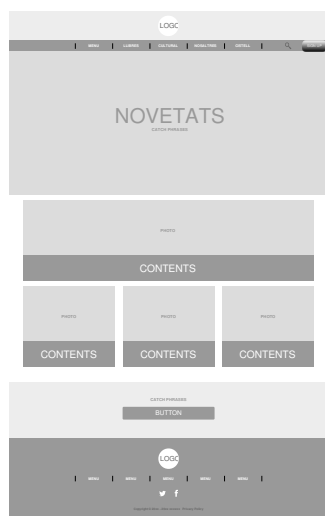 LOGO
MENU CLASSES CULTURAL
NOVETATS
CATCH PHRASES
PHOTO
CONTENTS
PHOTO PHOTO PHOTO
CONTENTS CONTENTS CONTENTS
CATCH PHRASES
BUTTON
LOGO
MENU MENU MENU MENU MENU